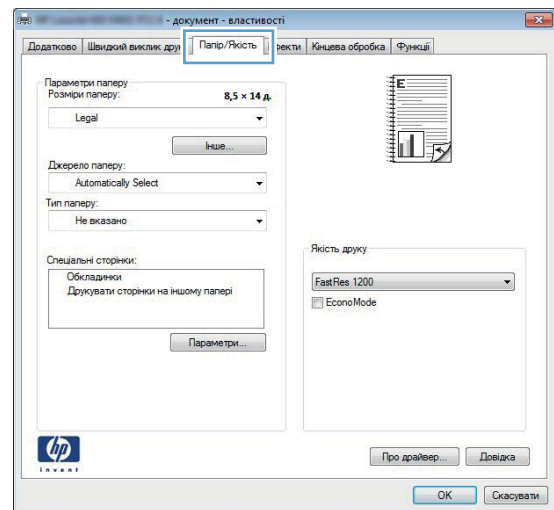 - документ - властивості
Додатково Швидкий виклик дру Папір/Якість екти Кінцева обробка Функції
Параметри паперу
Розміри паперу: 8,5 × 14 д.
Legal
Інше...
Джерело паперу:
Automatically Select
Тип паперу:
Не вказано
Спеціальні сторінки:
Обкладинки
Друкувати сторінки на іншому папері
Параметри...
E
Якість друку
FastRes 1200
EconoMode
hp
invent
Про драйвер... Довідка
OK Скасувати